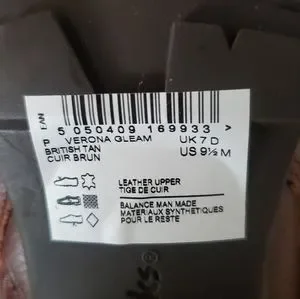 EAN
5 050409 169933 >
P VERONA GLEAM UK 7 D
BRITISH TAN US 9½ M
CUIR BRUN
LEATHER UPPER
TIGE DE CUIR
BALANCE MAN MADE
MATERIAUX SYNTHETIQUES
POUR LE RESTE